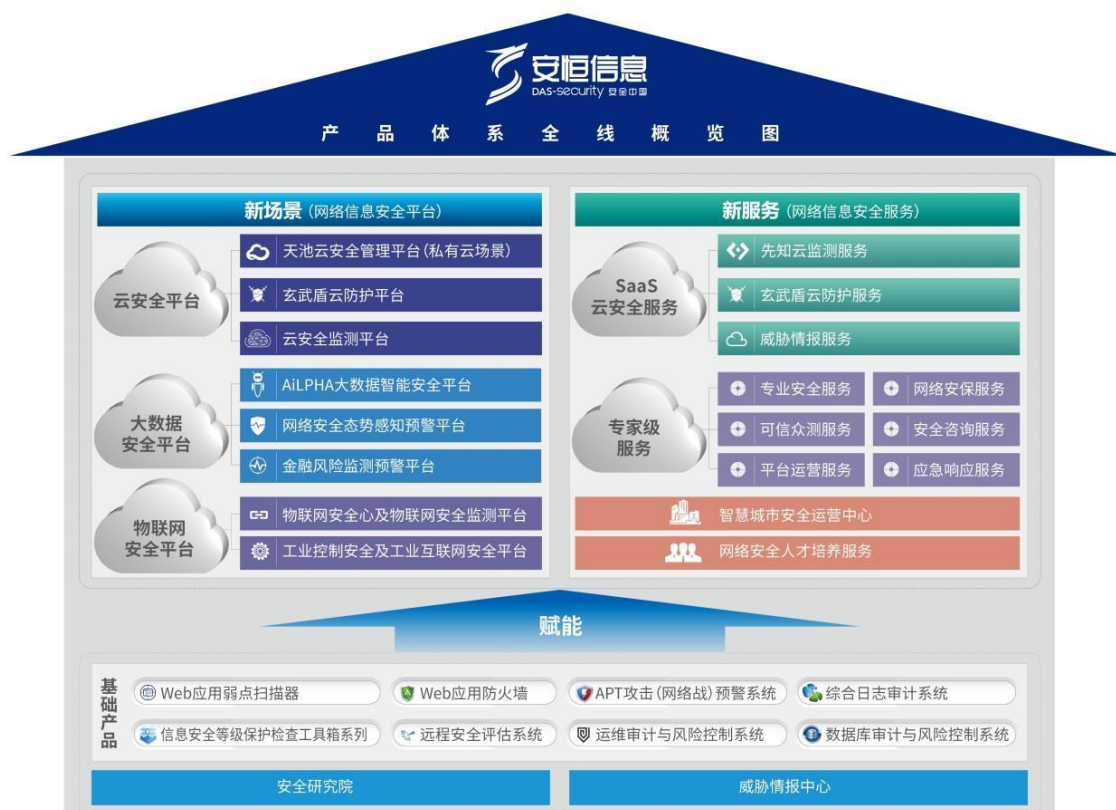 安恒信息
DAS-security 安全中国
产品体系全线概览图
新场景(网络信息安全平台)
云安全平台
天池云安全管理平台(私有云场景)
玄武盾云防护平台
云安全监测平台
大数据
安全平台
AiLPHA大数据智能安全平台
网络安全态势感知预警平台
金融风险监测预警平台
物联网
安全平台
物联网安全心及物联网安全监测平台
工业控制安全及工业互联网安全平台
新服务(网络信息安全服务)
SaaS
云安全服务
先知云监测服务
玄武盾云防护服务
威胁情报服务
专家级
服务
专业安全服务
网络安保服务
可信众测服务
安全咨询服务
平台运营服务
应急响应服务
智慧城市安全运营中心
网络安全人才培养服务
赋能
基础产品
Web应用弱点扫描器
Web应用防火墙
APT攻击(网络战)预警系统
综合日志审计系统
信息安全等级保护检查工具箱系列
远程安全评估系统
运维审计与风险控制系统
数据库审计与风险控制系统
安全研究院
威胁情报中心